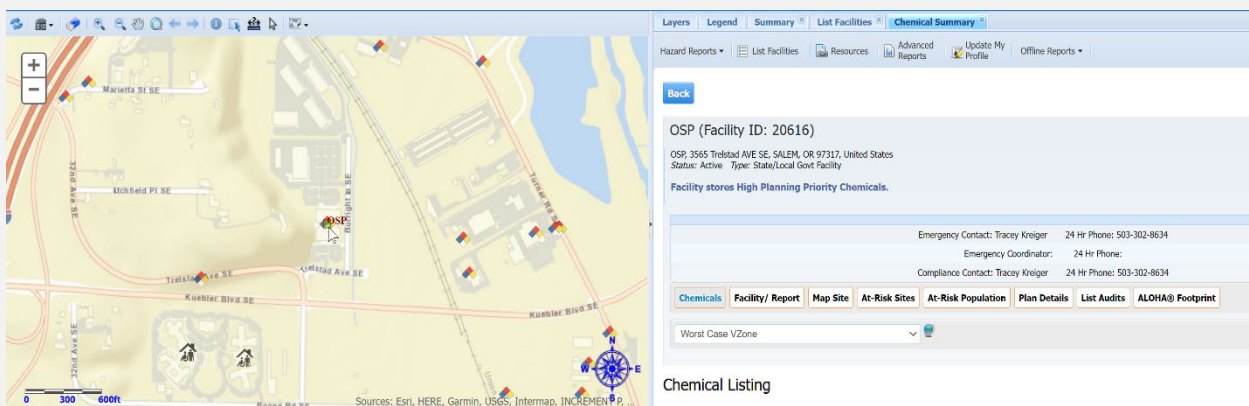 Layers Legend Summary List Facilities Chemical Summary
Hazard Reports List Facilities Resources Advanced Reports Update My Profile Offline Reports
Back
OSP (Facility ID: 20616)
OSP, 3565 Trelstad AVE SE, SALEM, OR 97317, United States
Status: Active Type: State/Local Govt Facility
Facility stores High Planning Priority Chemicals.
Emergency Contact: Tracey Kreiger 24 Hr Phone: 503-302-8634
Emergency Coordinator: 24 Hr Phone:
Compliance Contact: Tracey Kreiger 24 Hr Phone: 503-302-8634
Chemicals Facility/ Report Map Site At-Risk Sites At-Risk Population Plan Details List Audits ALOHA® Footprint
Worst Case VZone
Chemical Listing
+
−
Marietta St SE
32nd Ave SE
Litchfield Pl SE
OSP
Turner Rd SE
Trelstad Ave SE
Trelstad Ave SE
Kuebler Blvd SE
Kuebler Blvd SE
32nd Ave SE
N
W E
S
0 300 600ft
Sources: Esri, HERE, Garmin, USGS, Intermap, INCREMENT P, ...